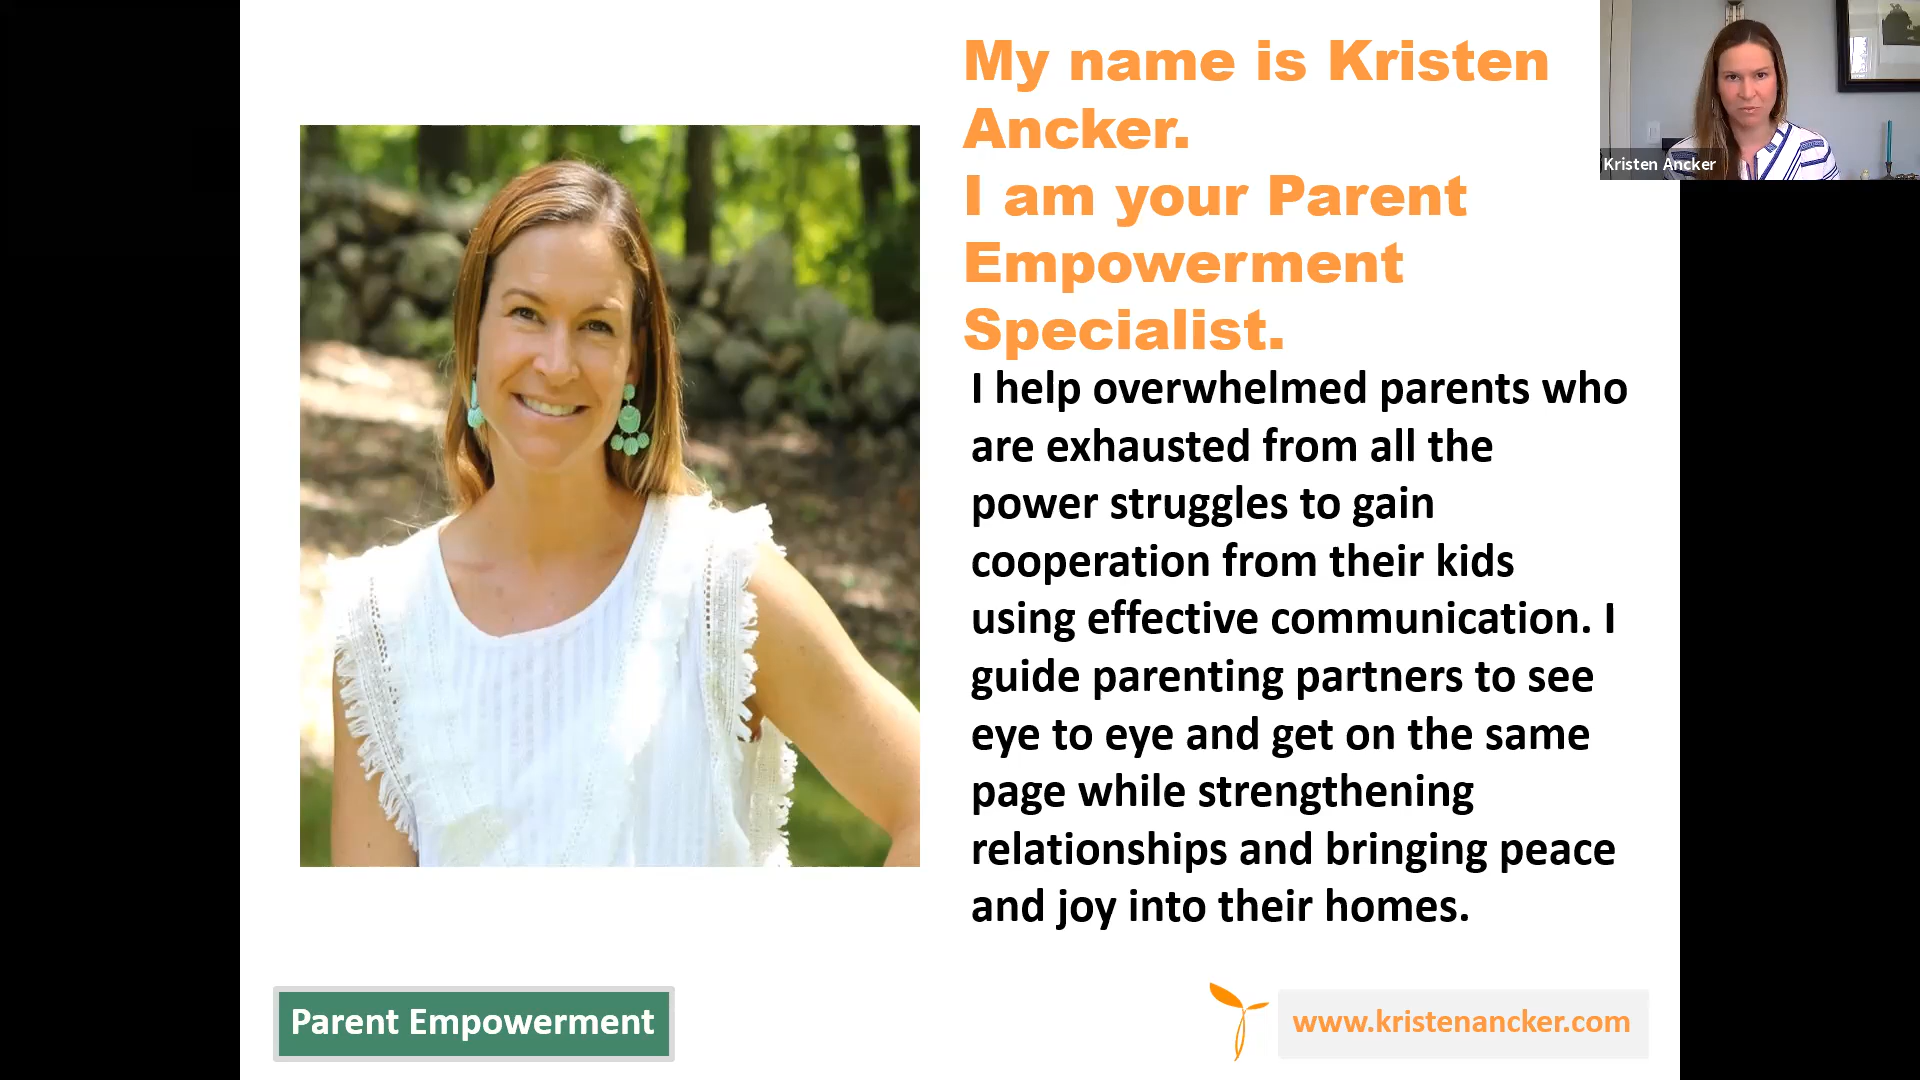 My name is Kristen
Ancker.
I am your Parent
Empowerment
Specialist.
I help overwhelmed parents who
are exhausted from all the
power struggles to gain
cooperation from their kids
using effective communication. I
guide parenting partners to see
eye to eye and get on the same
page while strengthening
relationships and bringing peace
and joy into their homes.
Kristen Ancker
Parent Empowerment
www.kristenancker.com